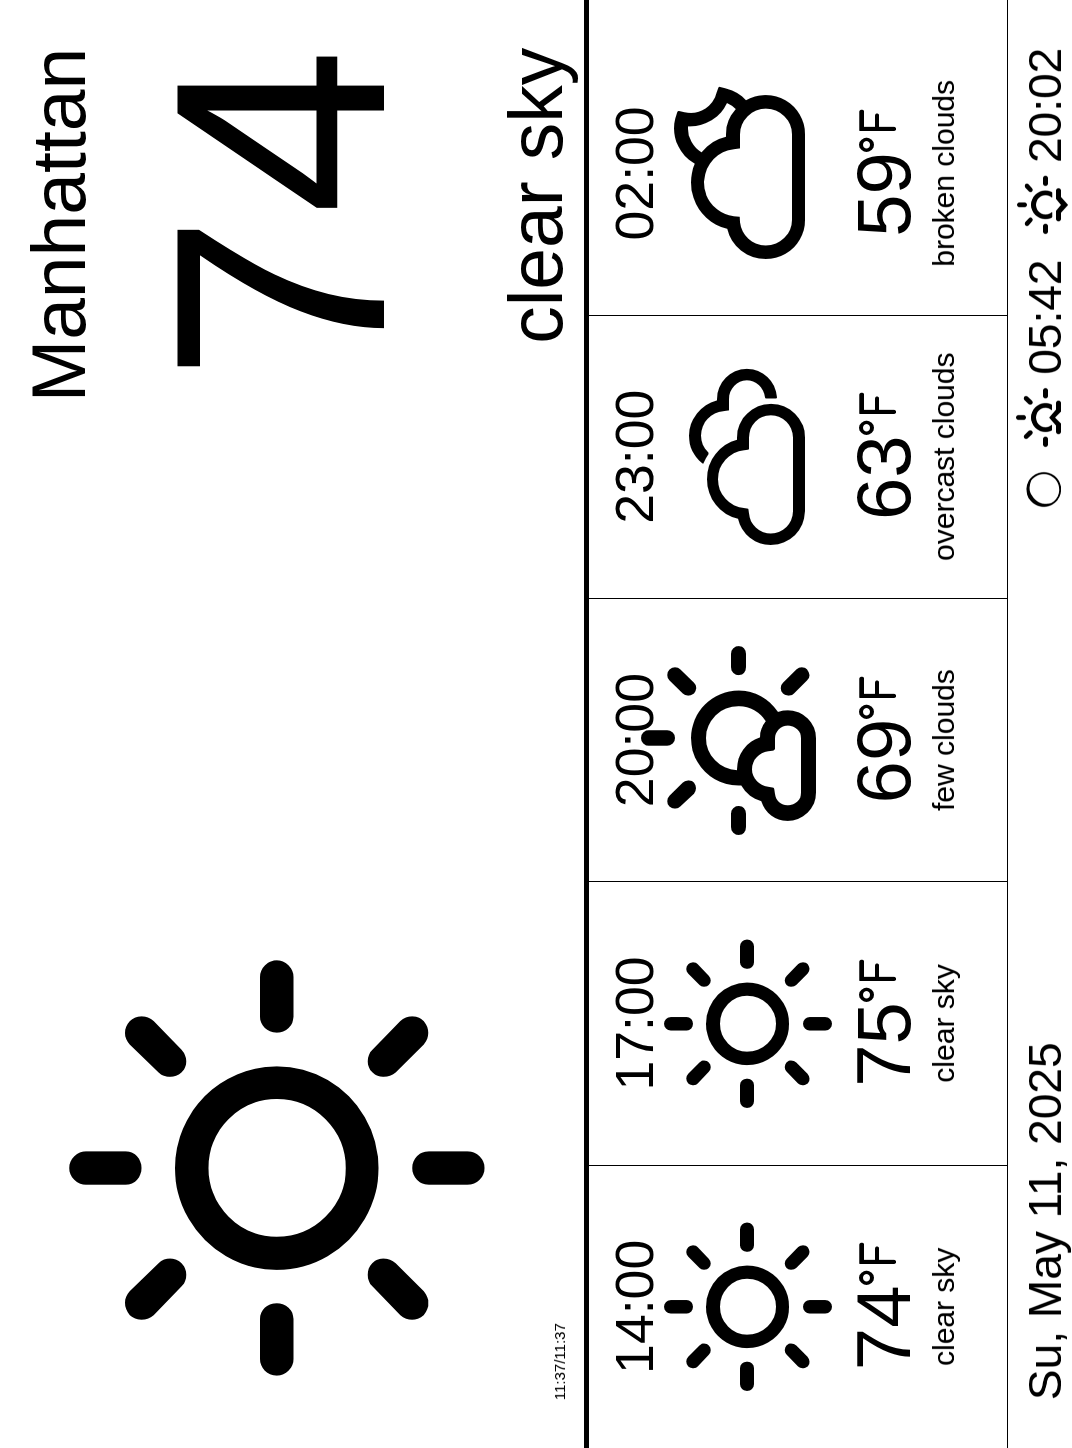 Manhattan
74
clear sky
11:37/11:37
14:00
74°F
clear sky
17:00
75°F
clear sky
20:00
69°F
few clouds
23:00
63°F
overcast clouds
02:00
59°F
broken clouds
Su, May 11, 2025
05:42 20:02